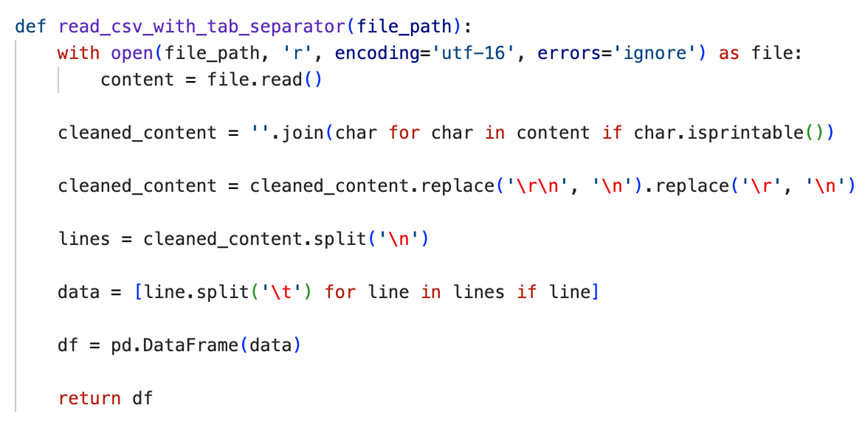 def read_csv_with_tab_separator(file_path):
    with open(file_path, 'r', encoding='utf-16', errors='ignore') as file:
        content = file.read()
    cleaned_content = ''.join(char for char in content if char.isprintable())
    cleaned_content = cleaned_content.replace('\r\n', '\n').replace('\r', '\n')
    lines = cleaned_content.split('\n')
    data = [line.split('\t') for line in lines if line]
    df = pd.DataFrame(data)
    return df